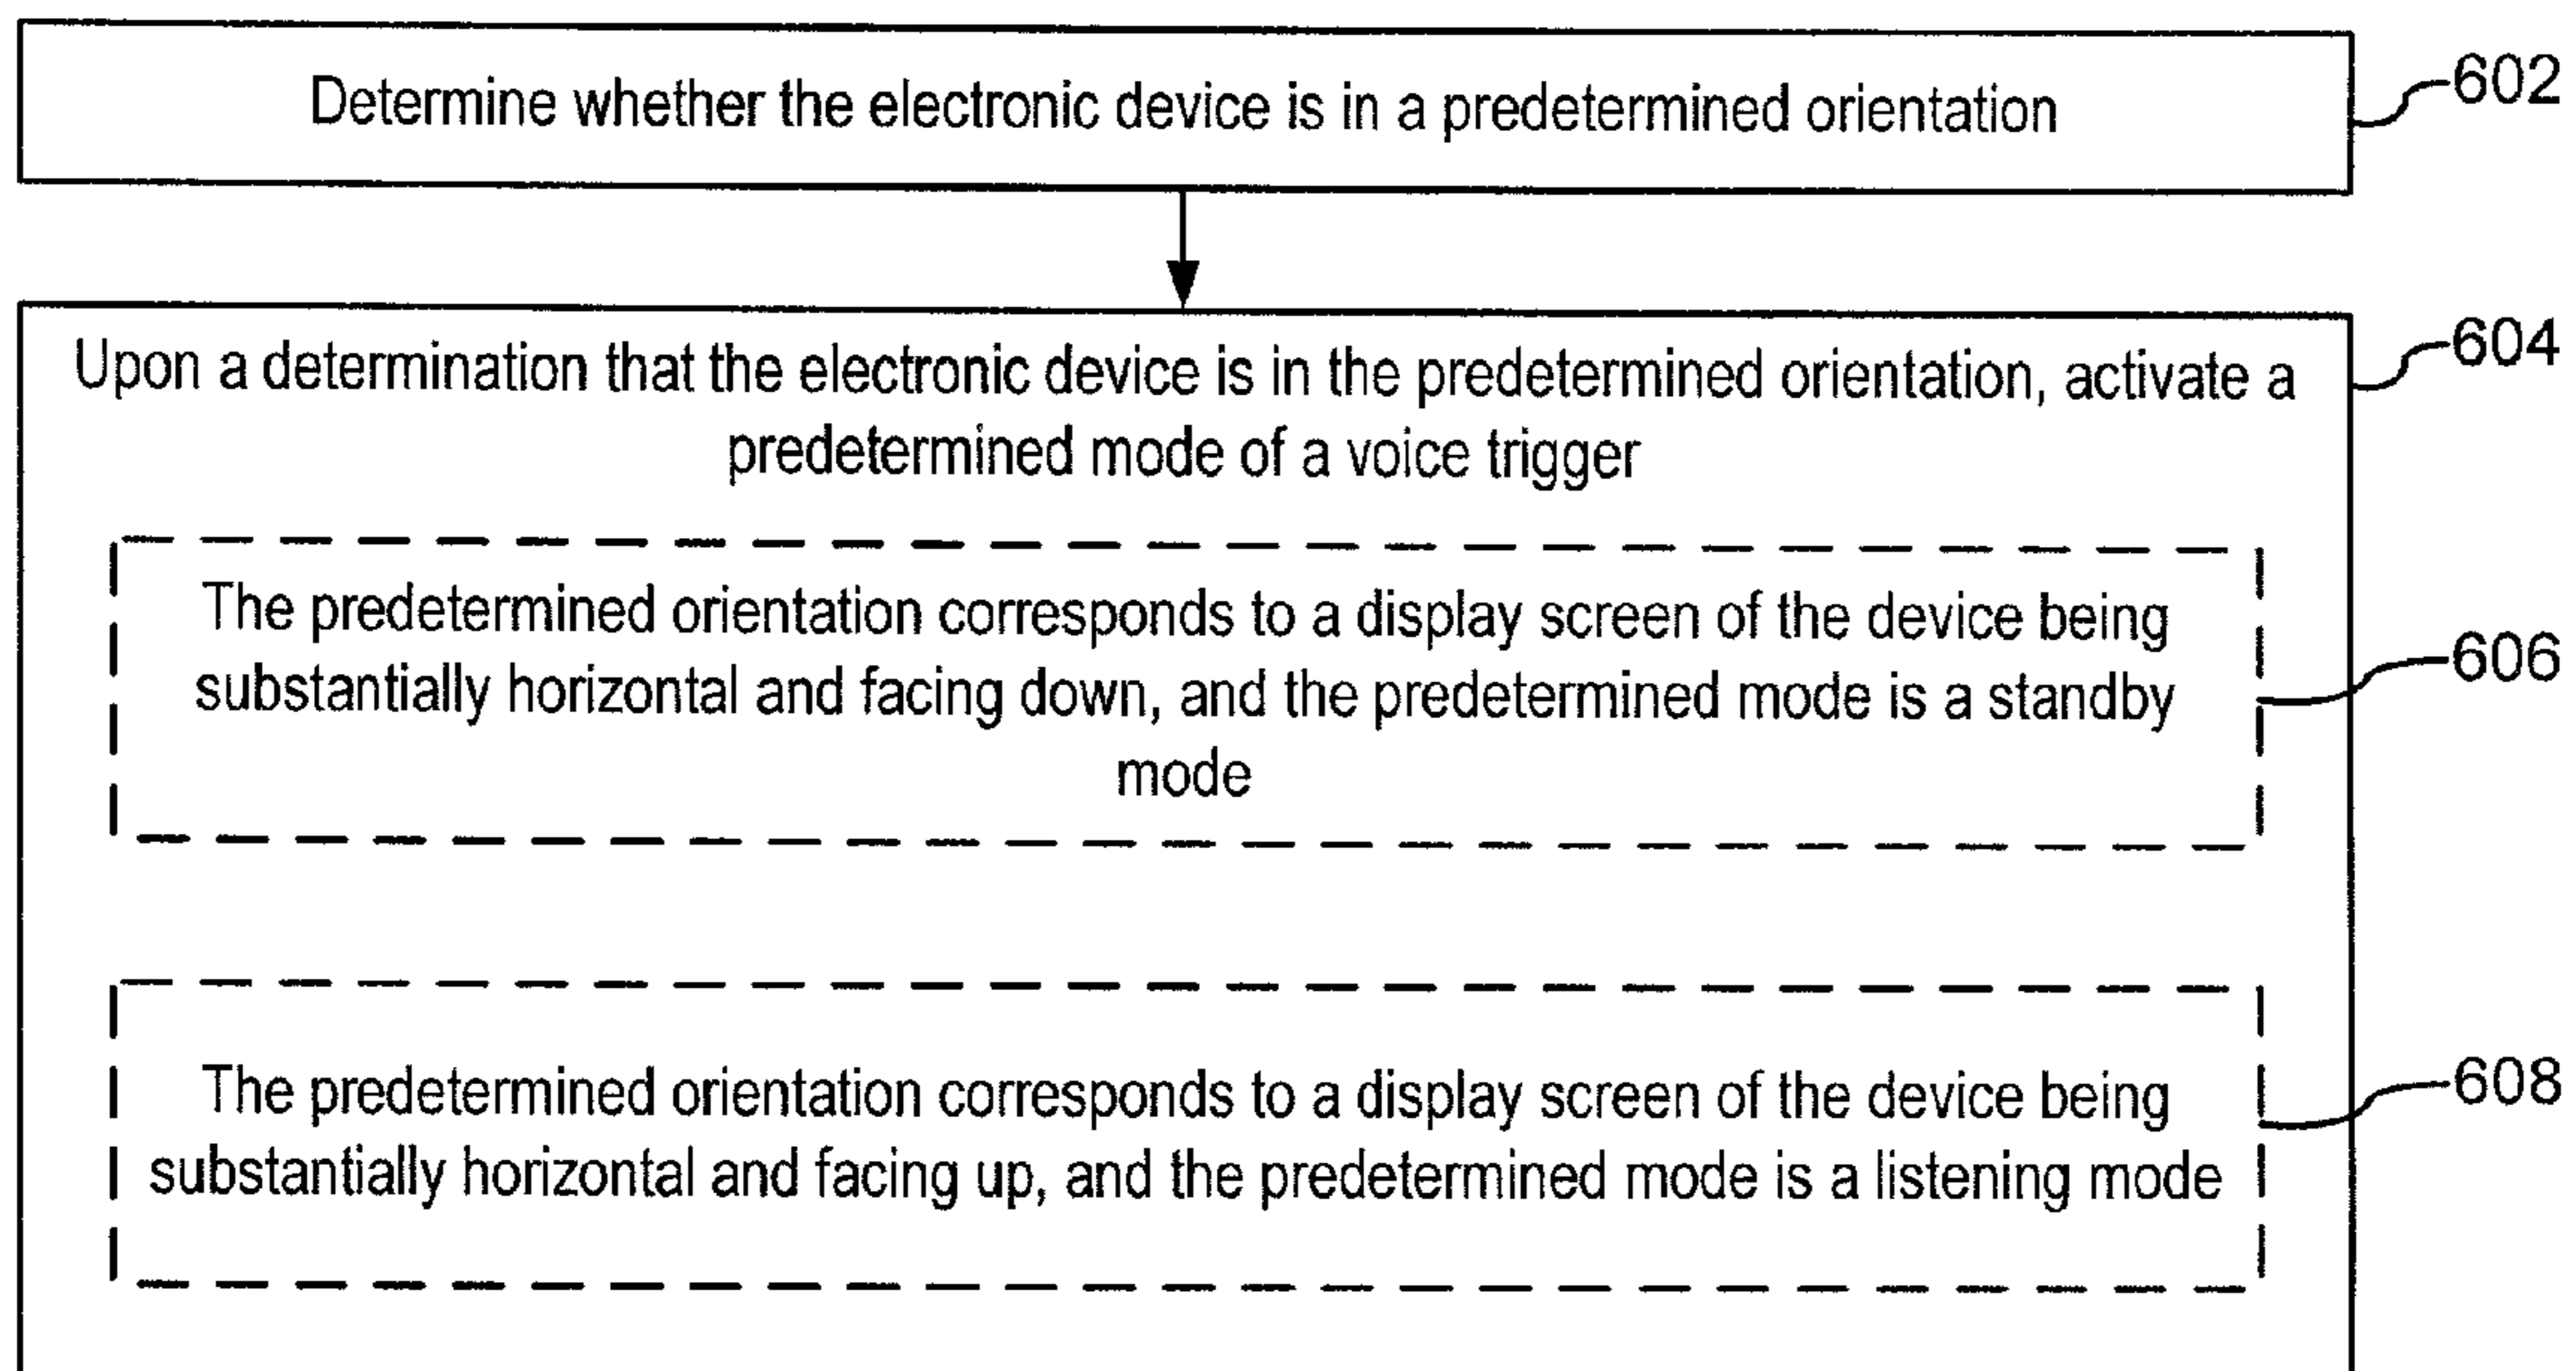 Determine whether the electronic device is in a predetermined orientation
602
Upon a determination that the electronic device is in the predetermined orientation, activate a
predetermined mode of a voice trigger
604
The predetermined orientation corresponds to a display screen of the device being
substantially horizontal and facing down, and the predetermined mode is a standby
mode
606
The predetermined orientation corresponds to a display screen of the device being
substantially horizontal and facing up, and the predetermined mode is a listening mode
608